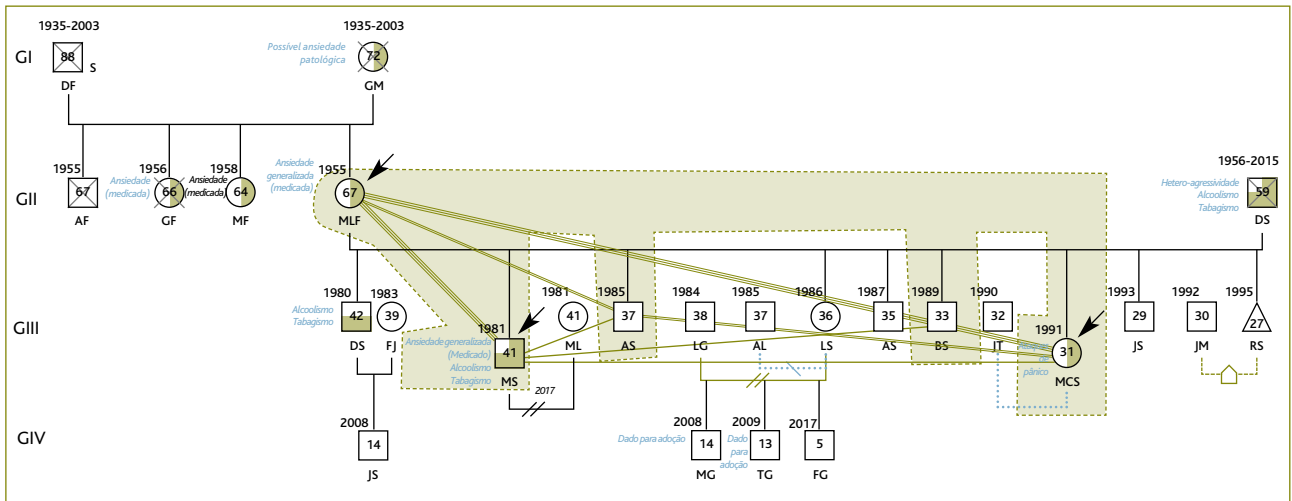 1935-2003
1935-2003
GI
88
S
DF
Possível ansiedade
patológica
72
GM
GII
1955
67
AF
1956
Ansiedade
(medicada)
66
GF
1958
Ansiedade
(medicada)
64
MF
Ansiedade
generalizada
(medicada)
1955
67
MLF
1956-2015
Hetero-agressividade
Alcoolismo
Tabagismo
59
DS
GIII
1980
Alcoolismo
Tabagismo
42
DS
1983
39
FJ
1981
Ansiedade generalizada
(Medicado)
Alcoolismo
Tabagismo
41
MS
1981
41
ML
2017
1985
37
AS
1984
38
LG
1985
37
AL
1986
36
LS
1987
35
AS
1989
33
BS
1990
32
JT
1991
pânico
31
MCS
1993
29
JS
1992
30
JM
1995
27
RS
GIV
2008
14
JS
2008
Dado para adoção
14
MG
2009
Dado
para
adoção
13
TG
2017
5
FG